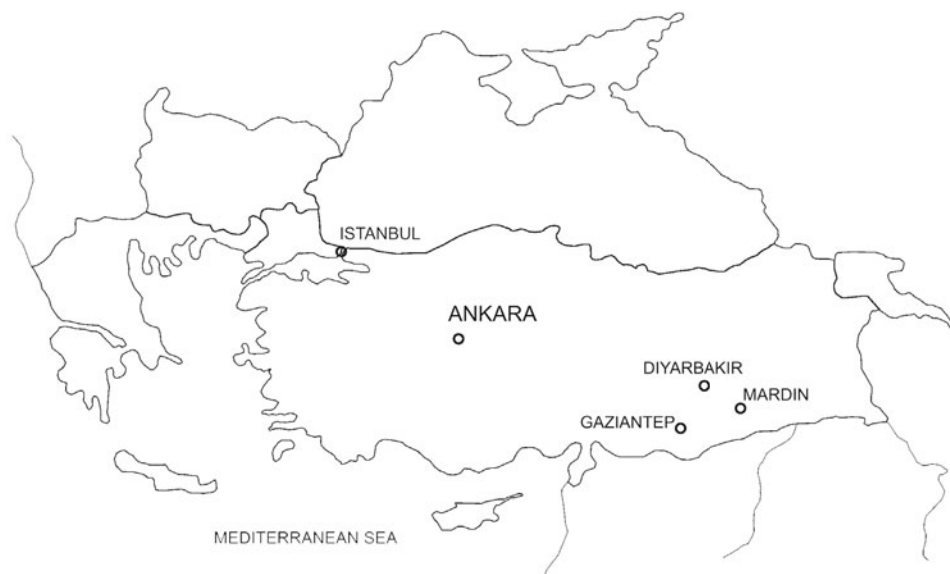 ISTANBUL
ANKARA
DIYARBAKIR
MARDIN
GAZIANTEP
MEDITERRANEAN SEA